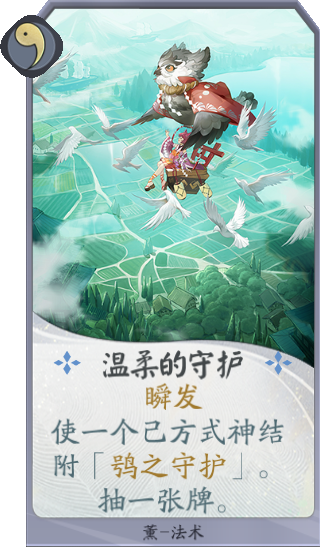 温柔的守护
瞬发
使一个己方式神结
附「鸮之守护」。
抽一张牌。
薰-法术